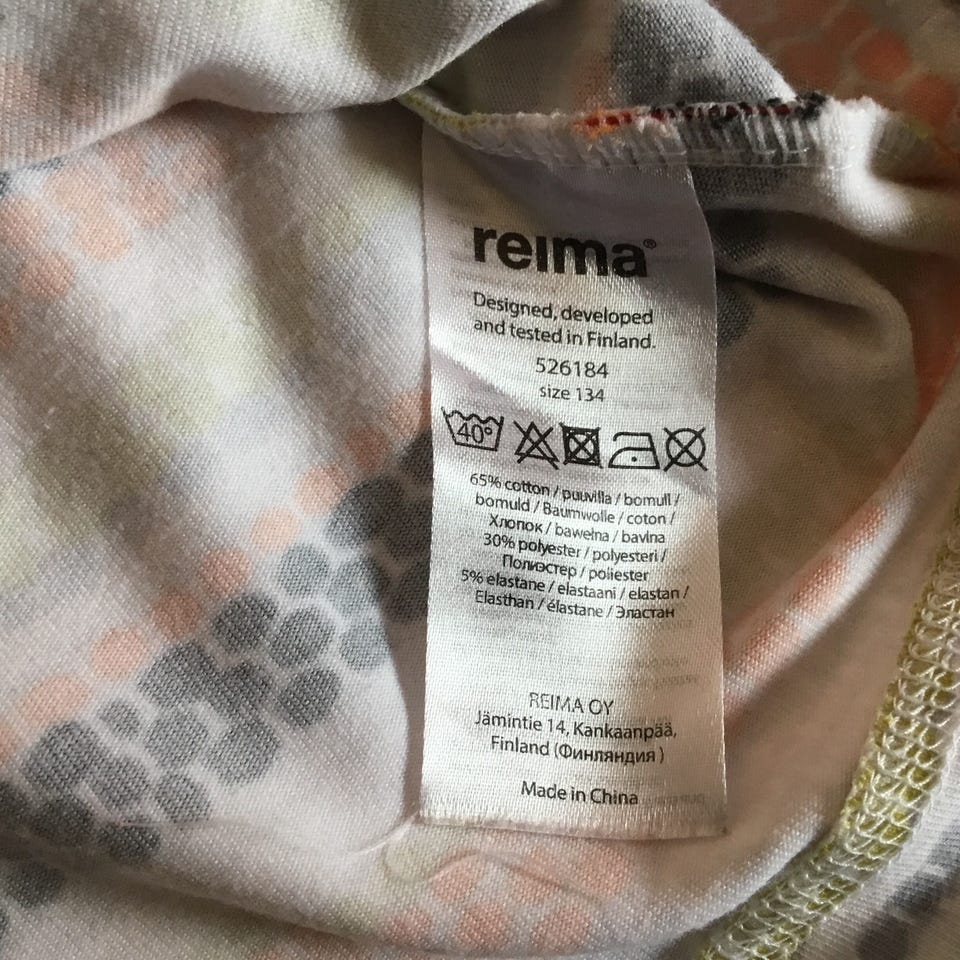 reima®
Designed, developed
and tested in Finland.
526184
size 134
40°
65% cotton / puuvilla / bomull /
bomuld / Baumwolle / coton /
Хлопок / bawełna / bavlna
30% polyester / polyesteri /
Полиэстер / poliester
5% elastane / elastaani / elastan /
Elasthan / élastane / Эластан
REIMA OY
Jämintie 14, Kankaanpää,
Finland (Финляндия )
Made in China